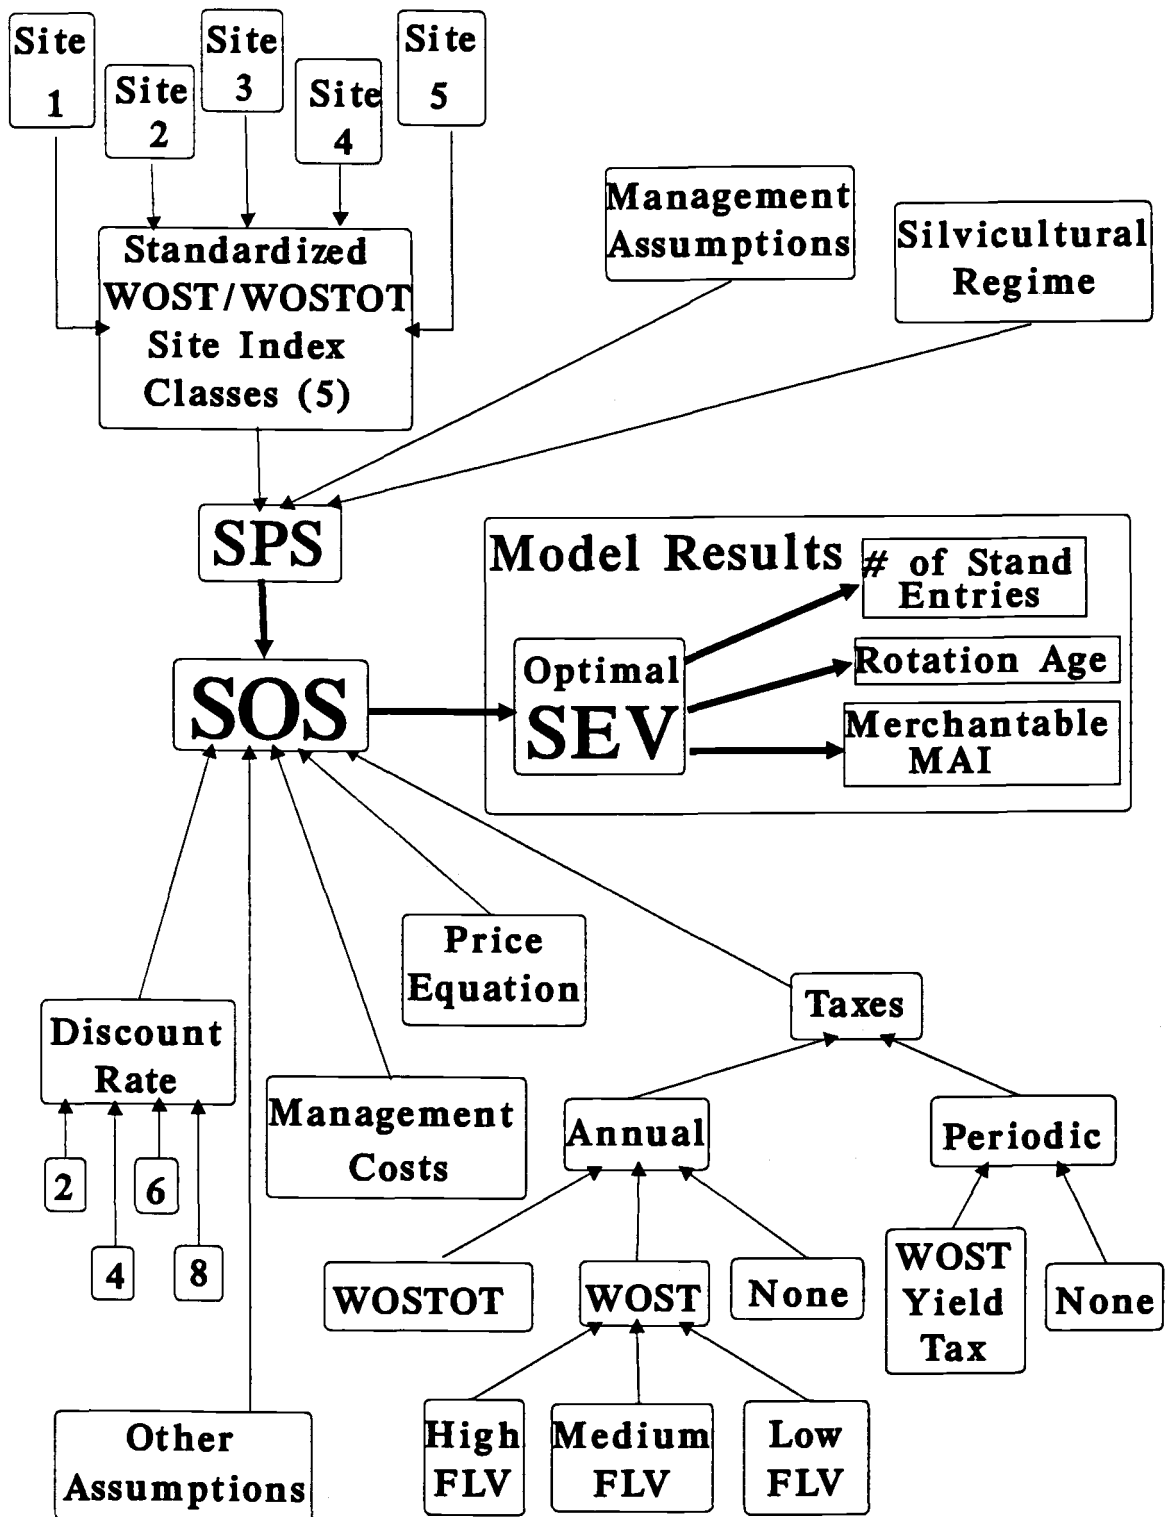 Site
1
Site
2
Site
3
Site
4
Site
5
Standardized
WOST/WOSTOT
Site Index
Classes (5)
Management
Assumptions
Silvicultural
Regime
SPS
Model Results
# of Stand
Entries
Optimal
SEV
Rotation Age
Merchantable
MAI
SOS
Price
Equation
Taxes
Discount
Rate
Management
Costs
Annual
Periodic
2
6
4
8
WOSTOT
WOST
None
WOST
Yield
Tax
None
Other
Assumptions
High
FLV
Medium
FLV
Low
FLV